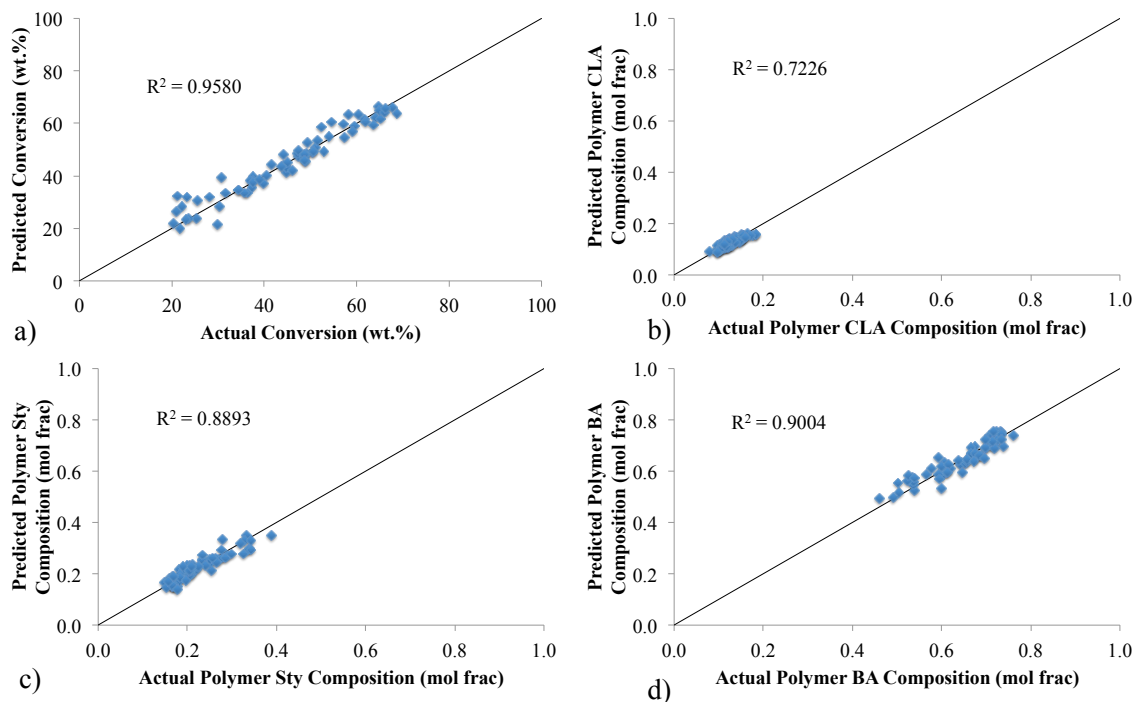 100
80
60
40
20
0
0
20
40
60
80
100
Predicted Conversion (wt.%)
R² = 0.9580
Actual Conversion (wt.%)
a)
1.0
0.8
0.6
0.4
0.2
0.0
0.0
0.2
0.4
0.6
0.8
1.0
Predicted Polymer CLA
Composition (mol frac)
R² = 0.7226
Actual Polymer CLA Composition (mol frac)
b)
1.0
0.8
0.6
0.4
0.2
0.0
0.0
0.2
0.4
0.6
0.8
1.0
Predicted Polymer Sty
Composition (mol frac)
R² = 0.8893
Actual Polymer Sty Composition (mol frac)
c)
1.0
0.8
0.6
0.4
0.2
0.0
0.0
0.2
0.4
0.6
0.8
1.0
Predicted Polymer BA
Composition (mol frac)
R² = 0.9004
Actual Polymer BA Composition (mol frac)
d)